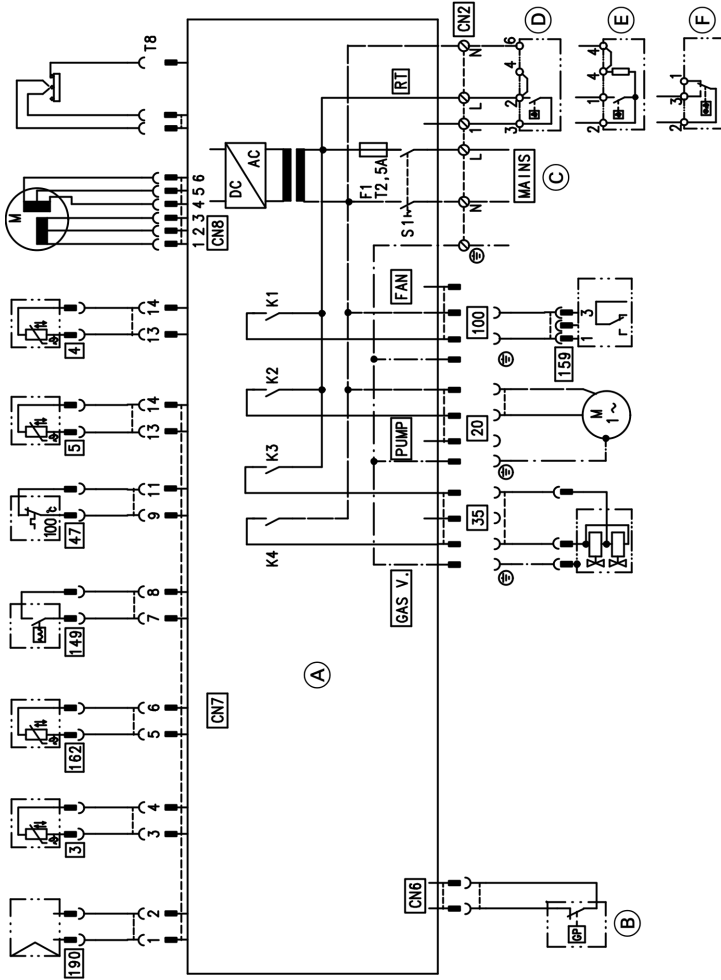 M
100°C
190
3
162
149
47
5
4
T8
1 2
3 4
5 6
7 8
9 11
13 14
13 14
1 2 3 4 5 6
CN7
CN8
DC
AC
K4
K3
K2
K1
A
F1
T2,5A
GAS V.
PUMP
FAN
RT
S1
CN6
CN2
35
20
100
N L 1 L N
MAINS
C
3 2 4 6
D
159
1 3
GP
B
M
1~
2 1 4 4
E
2 3 1
F